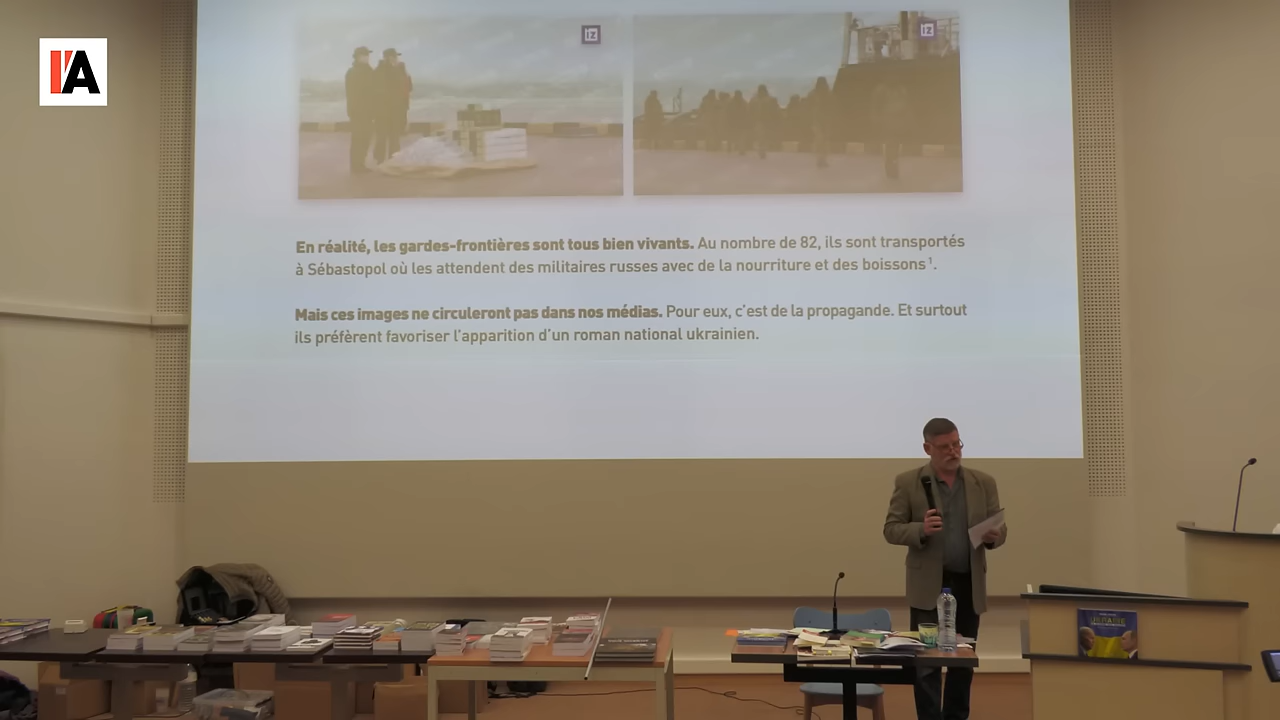 I'A
iz
iz
En réalité, les gardes-frontières sont tous bien vivants. Au nombre de 82, ils sont transportés
à Sébastopol où les attendent des militaires russes avec de la nourriture et des boissons¹.
Mais ces images ne circuleront pas dans nos médias. Pour eux, c'est de la propagande. Et surtout
ils préfèrent favoriser l'apparition d'un roman national ukrainien.
UKRAINE